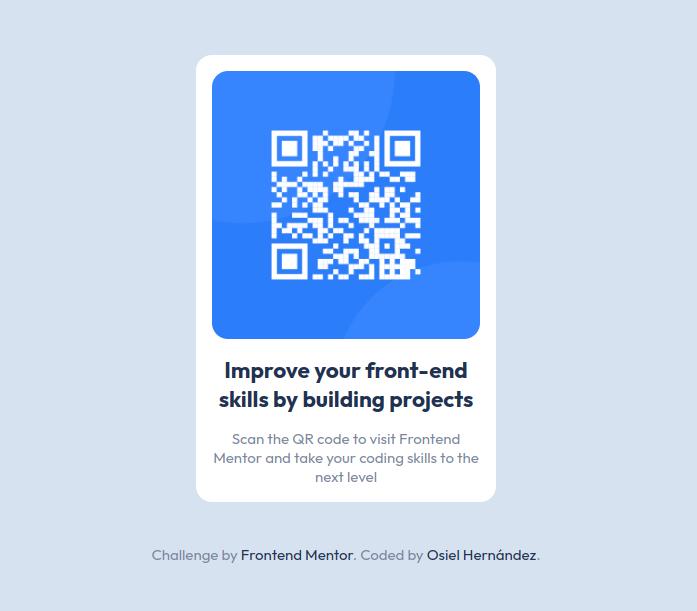 Improve your front-end
skills by building projects
Scan the QR code to visit Frontend
Mentor and take your coding skills to the
next level
Challenge by Frontend Mentor. Coded by Osiel Hernández.